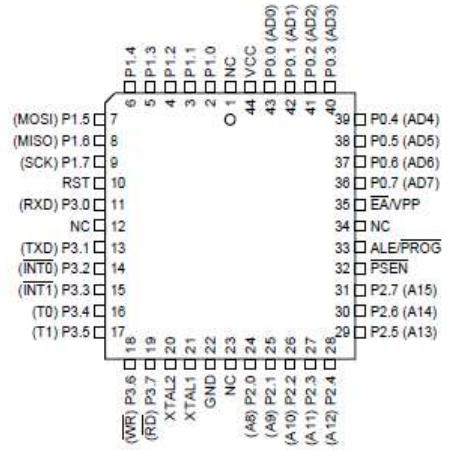 P1.4
P1.3
P1.2
P1.1
P1.0
NC
VCC
P0.0 (AD0)
P0.1 (AD1)
P0.2 (AD2)
P0.3 (AD3)
6
5
4
3
2
1
44
43
42
41
40
(MOSI) P1.5 7
(MISO) P1.6 8
(SCK) P1.7 9
RST 10
(RXD) P3.0 11
NC 12
(TXD) P3.1 13
(INT0) P3.2 14
(INT1) P3.3 15
(T0) P3.4 16
(T1) P3.5 17
39 P0.4 (AD4)
38 P0.5 (AD5)
37 P0.6 (AD6)
36 P0.7 (AD7)
35 EA/VPP
34 NC
33 ALE/PROG
32 PSEN
31 P2.7 (A15)
30 P2.6 (A14)
29 P2.5 (A13)
18
19
20
21
22
23
24
25
26
27
28
(WR) P3.6
(RD) P3.7
XTAL2
XTAL1
GND
NC
(A8) P2.0
(A9) P2.1
(A10) P2.2
(A11) P2.3
(A12) P2.4